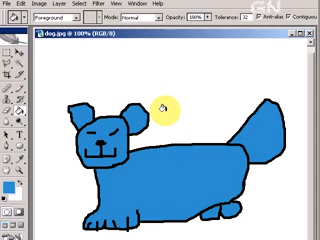 GN
File Edit Image Layer Select Filter View Window Help
Foreground Mode: Normal Opacity: 100% Tolerance: 32 Anti-alias Contiguous
dog.jpg @ 100% (RGB/8)